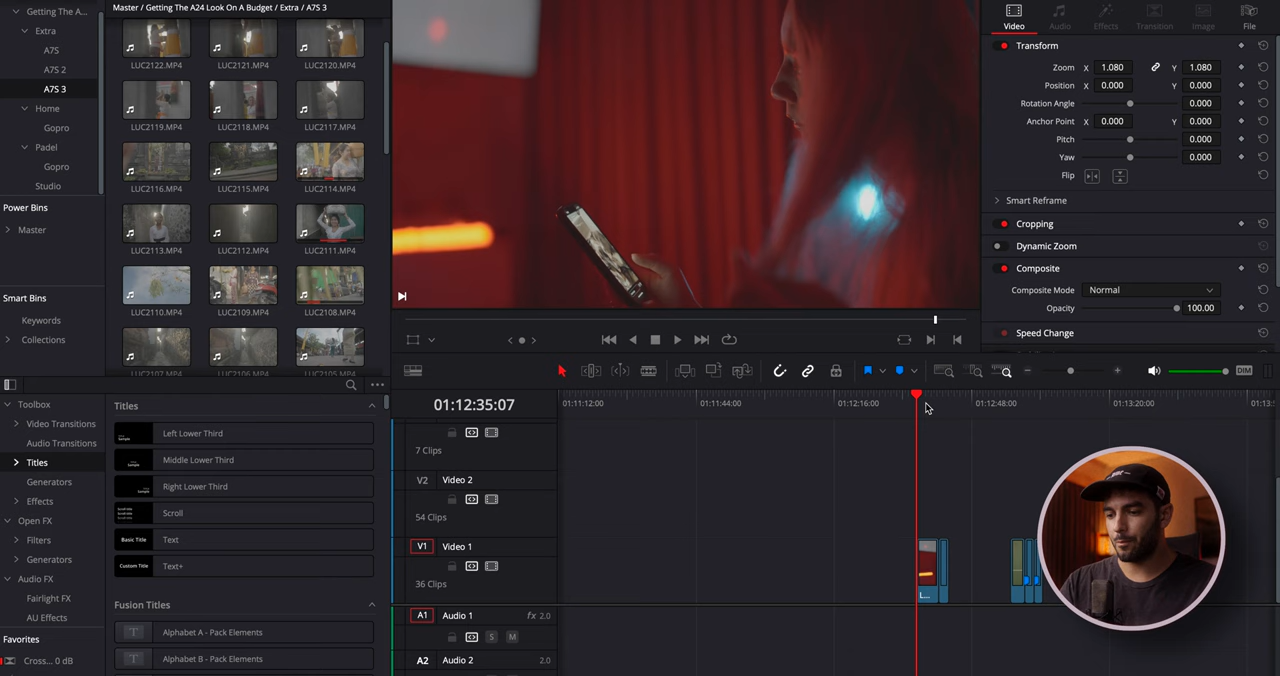 Getting The A...
Extra
A7S
A7S 2
A7S 3
Home
Gopro
Padel
Gopro
Studio
Power Bins
Master
Smart Bins
Keywords
Collections
Master / Getting The A24 Look On A Budget / Extra / A7S 3
LUC2122.MP4 LUC2121.MP4 LUC2120.MP4
LUC2119.MP4 LUC2118.MP4 LUC2117.MP4
LUC2116.MP4 LUC2115.MP4 LUC2114.MP4
LUC2113.MP4 LUC2112.MP4 LUC2111.MP4
LUC2110.MP4 LUC2109.MP4 LUC2108.MP4
LUC2107.MP4 LUC2106.MP4 LUC2105.MP4
Video Audio Effects Transition Image File
Transform
Zoom X 1.080 Y 1.080
Position X 0.000 Y 0.000
Rotation Angle 0.000
Anchor Point X 0.000 Y 0.000
Pitch 0.000
Yaw 0.000
Flip
Smart Reframe
Cropping
Dynamic Zoom
Composite
Composite Mode Normal
Opacity 100.00
Speed Change
Toolbox
Video Transitions
Audio Transitions
Titles
Generators
Effects
Open FX
Filters
Generators
Audio FX
Fairlight FX
AU Effects
Favorites
Cross... 0 dB
Titles
Left Lower Third
Middle Lower Third
Right Lower Third
Scroll
Basic Title Text
Custom Title Text+
Fusion Titles
T Alphabet A - Pack Elements
T Alphabet B - Pack Elements
DIM
01:12:35:07
01:11:12:00 01:11:44:00 01:12:16:00 01:12:48:00 01:13:20:00 01:13:5
7 Clips
V2 Video 2
54 Clips
V1 Video 1
36 Clips
L...
A1 Audio 1 fx 2.0
S M
A2 Audio 2 2.0